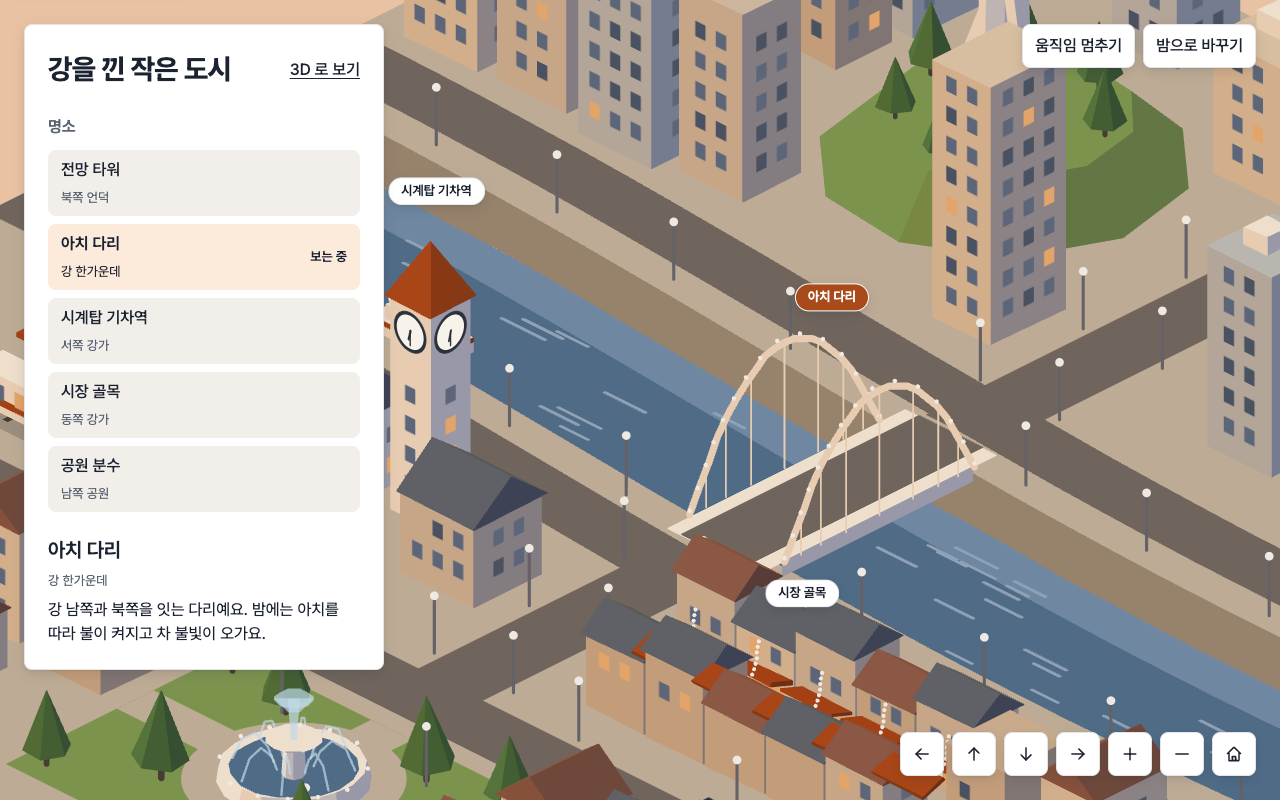 강을 낀 작은 도시
3D 로 보기
명소
전망 타워
북쪽 언덕
아치 다리
강 한가운데
보는 중
시계탑 기차역
서쪽 강가
시장 골목
동쪽 강가
공원 분수
남쪽 공원
아치 다리
강 한가운데
강 남쪽과 북쪽을 잇는 다리예요. 밤에는 아치를
따라 불이 켜지고 차 불빛이 오가요.
움직임 멈추기
밤으로 바꾸기
시계탑 기차역
아치 다리
시장 골목